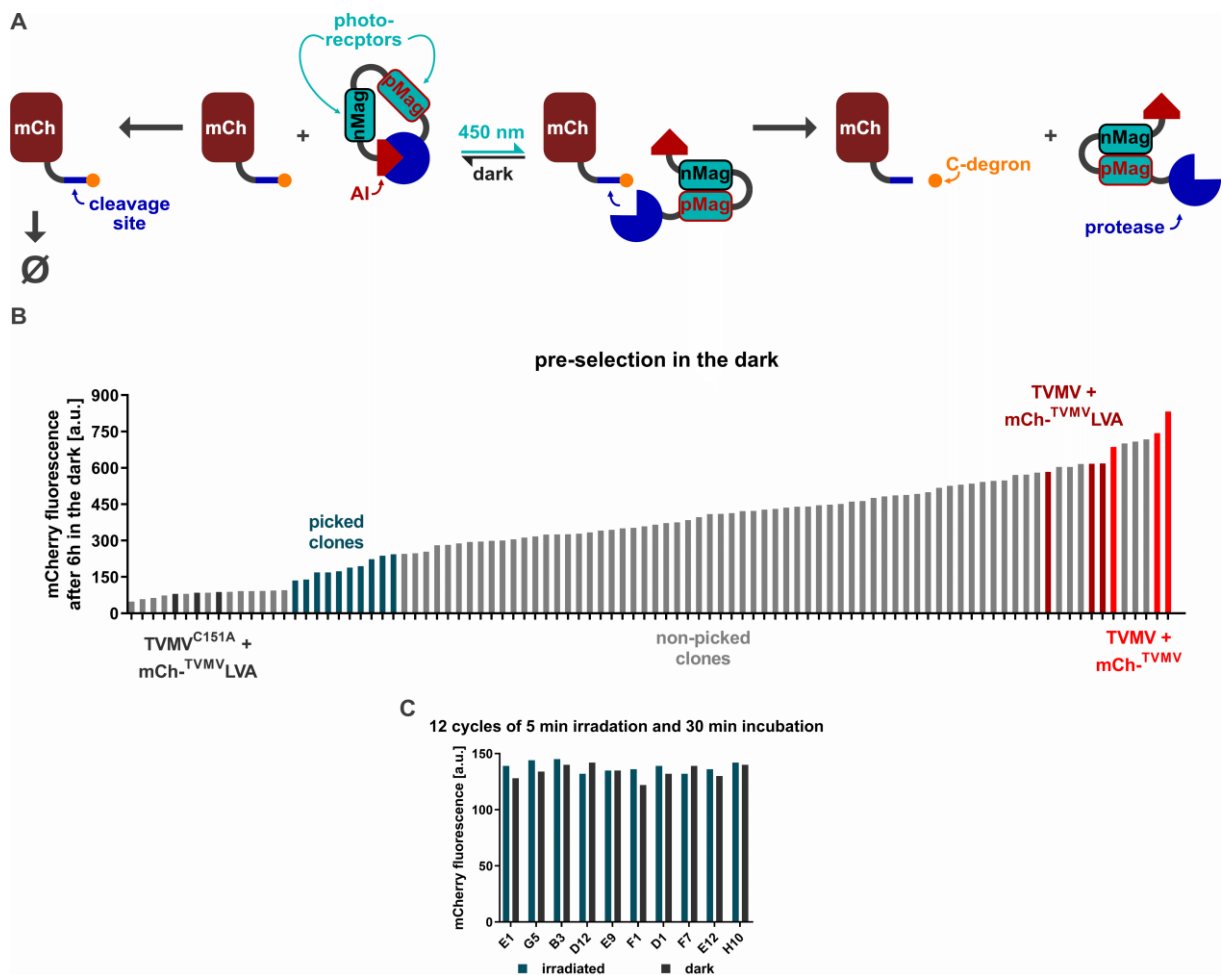 A
photo-
recptors
mCh
mCh
+
nMag
pMag
AI
450 nm
dark
mCh
nMag
pMag
mCh
+
nMag
pMag
cleavage
site
C-degron
protease
Ø
B
pre-selection in the dark
mCherry fluorescence
after 6h in the dark [a.u.]
900
750
600
450
300
150
0
picked
clones
TVMV +
mCh-TVMVLVA
TVMVC151A +
mCh-TVMVLVA
non-picked
clones
TVMV +
mCh-TVMV
C
12 cycles of 5 min irradiation and 30 min incubation
mCherry fluorescence [a.u.]
150
100
50
0
E1 G5 B3 D12 E9 F1 D1 F7 E12 H10
irradiated dark